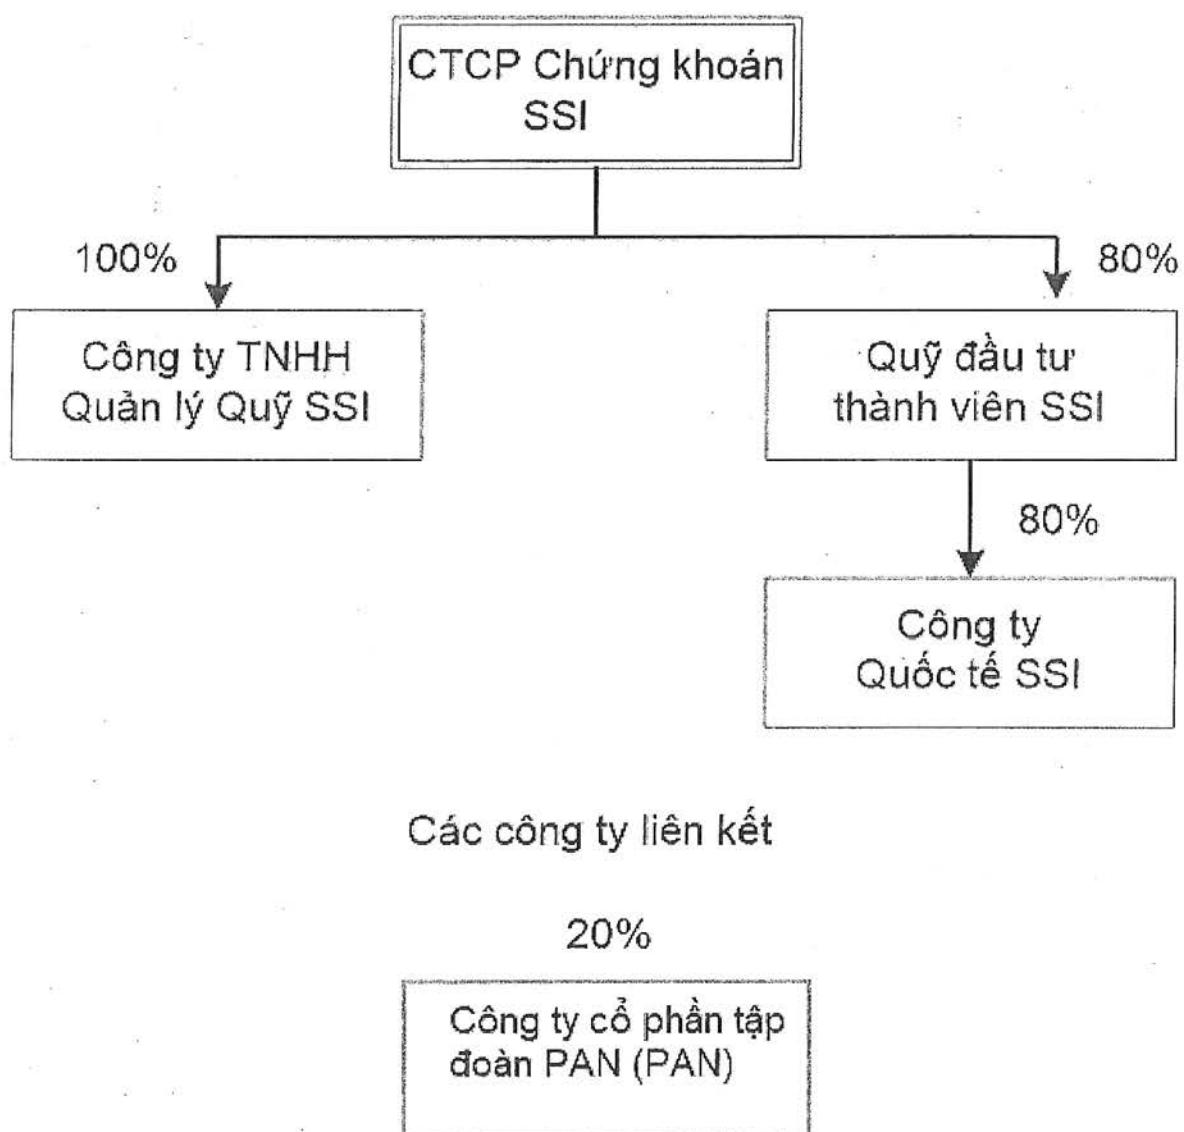 CTCP Chứng khoán
SSI
100%
80%
Công ty TNHH
Quản lý Quỹ SSI
Quỹ đầu tư
thành viên SSI
80%
Công ty
Quốc tế SSI
Các công ty liên kết
20%
Công ty cổ phần tập
đoàn PAN (PAN)